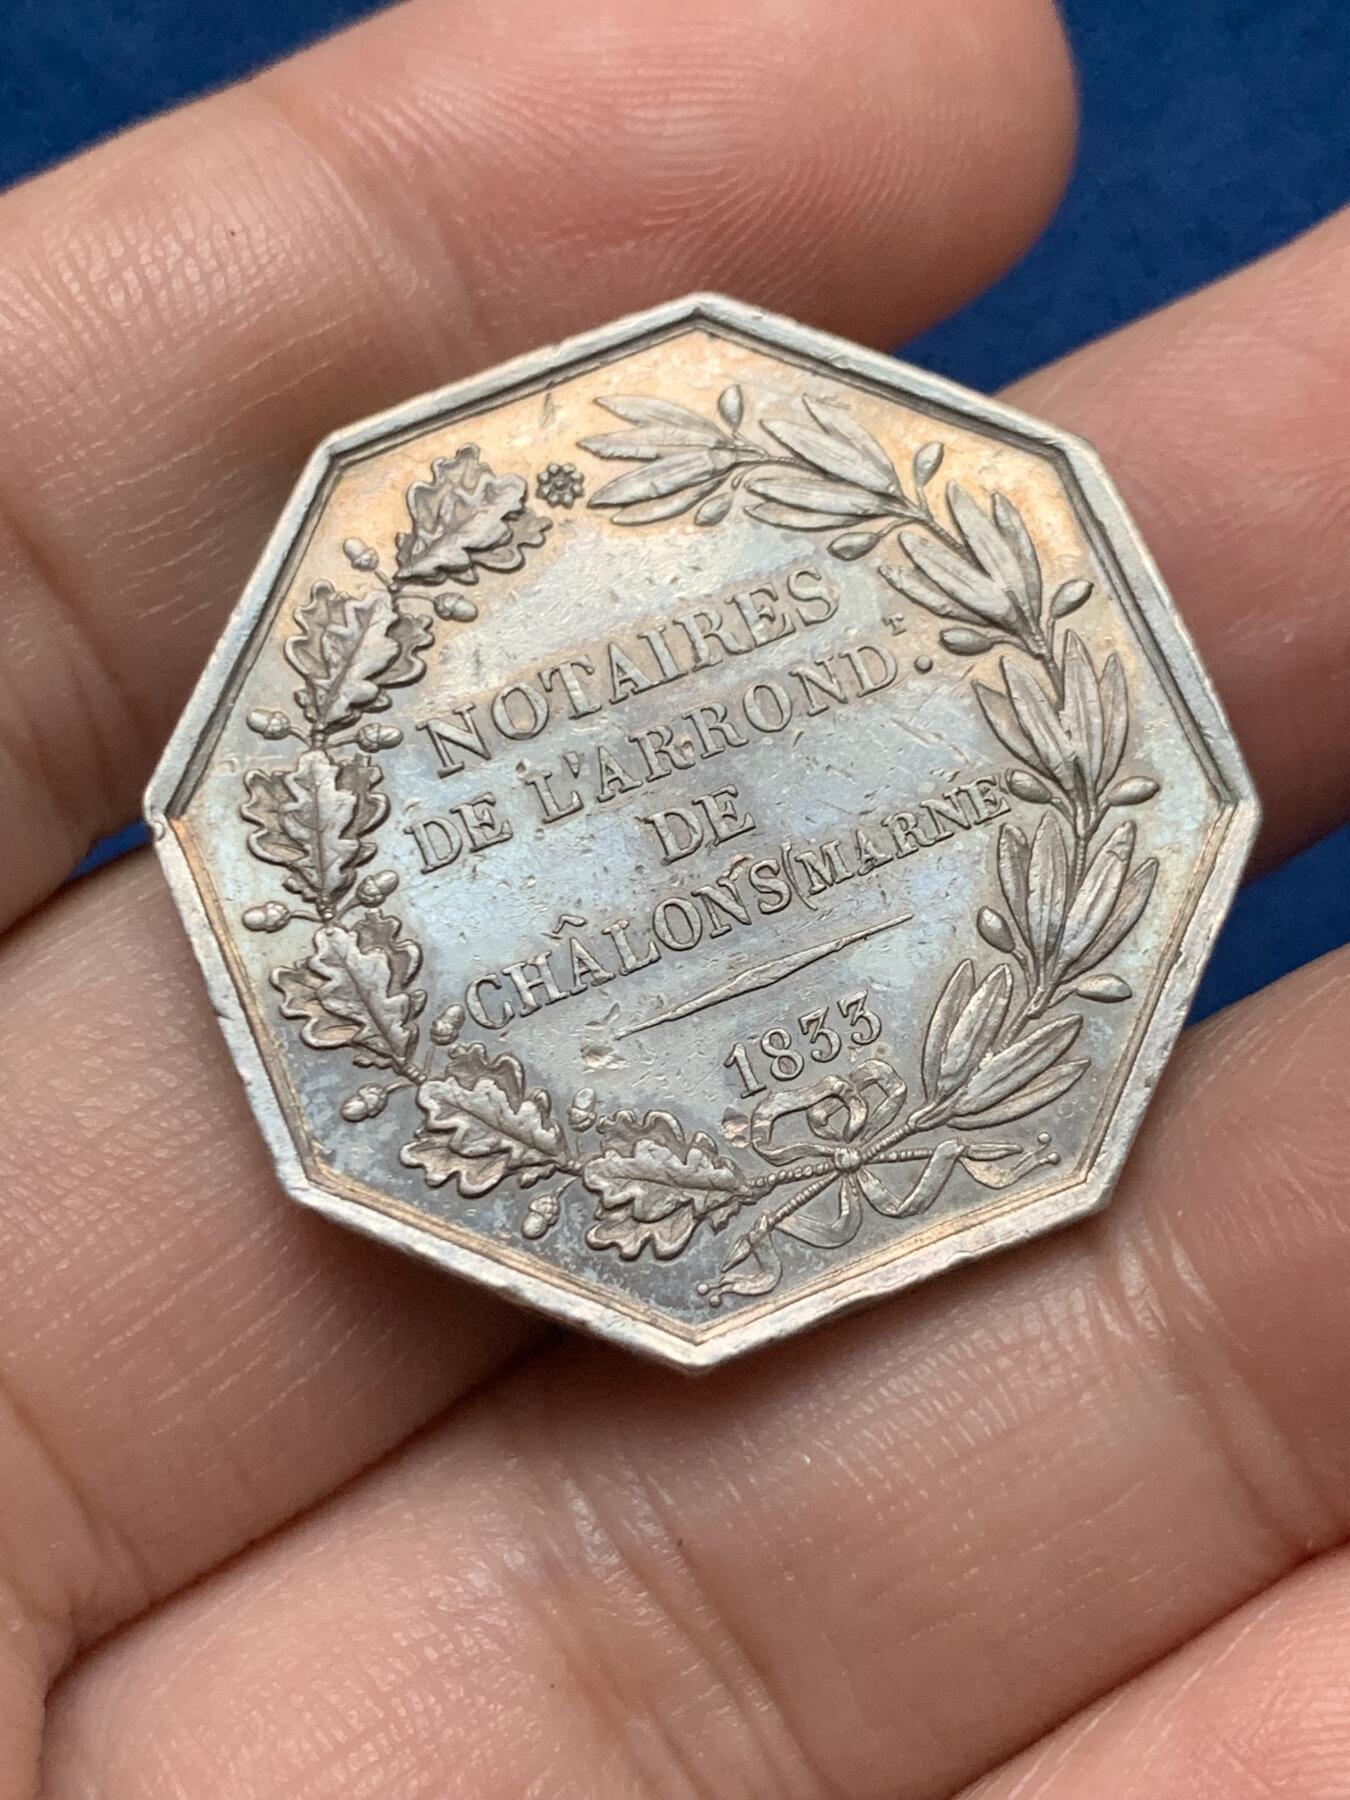 NOTAIRES
DE L'ARROND.T
DE
CHÂLONS (MARNE
1833